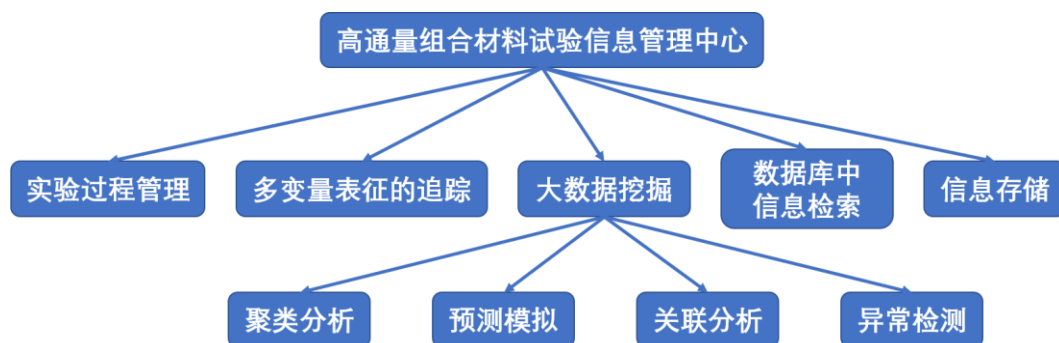 高通量组合材料试验信息管理中心
实验过程管理
多变量表征的追踪
大数据挖掘
数据库中
信息检索
信息存储
聚类分析
预测模拟
关联分析
异常检测